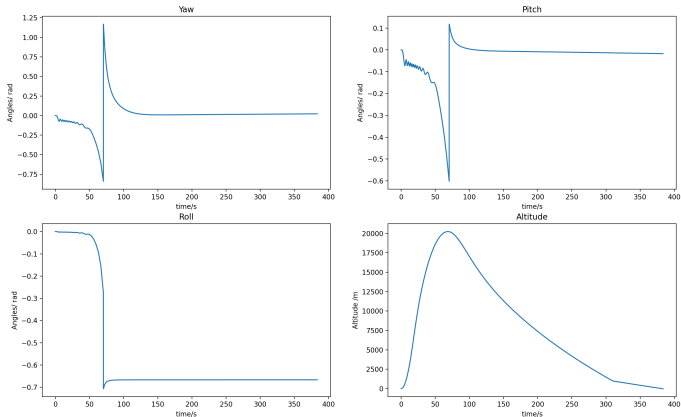 Yaw
Angles/ rad
1.25
1.00
0.75
0.50
0.25
0.00
−0.25
−0.50
−0.75
0 50 100 150 200 250 300 350 400
time/s
Pitch
Angles/ rad
0.1
0.0
−0.1
−0.2
−0.3
−0.4
−0.5
−0.6
0 50 100 150 200 250 300 350 400
time/s
Roll
Angles/ rad
0.0
−0.1
−0.2
−0.3
−0.4
−0.5
−0.6
−0.7
0 50 100 150 200 250 300 350 400
time/s
Altitude
Altitude /m
20000
17500
15000
12500
10000
7500
5000
2500
0
0 50 100 150 200 250 300 350 400
time/s